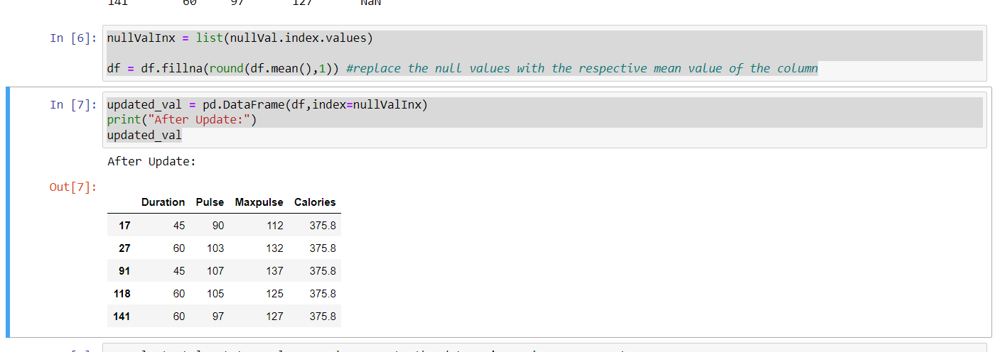 141 60 97 127 NaN
In [6]: nullValInx = list(nullVal.index.values)
df = df.fillna(round(df.mean(),1)) #replace the null values with the respective mean value of the column
In [7]: updated_val = pd.DataFrame(df,index=nullValInx)
print("After Update:")
updated_val
After Update:
Out[7]:
Duration Pulse Maxpulse Calories
17 45 90 112 375.8
27 60 103 132 375.8
91 45 107 137 375.8
118 60 105 125 375.8
141 60 97 127 375.8